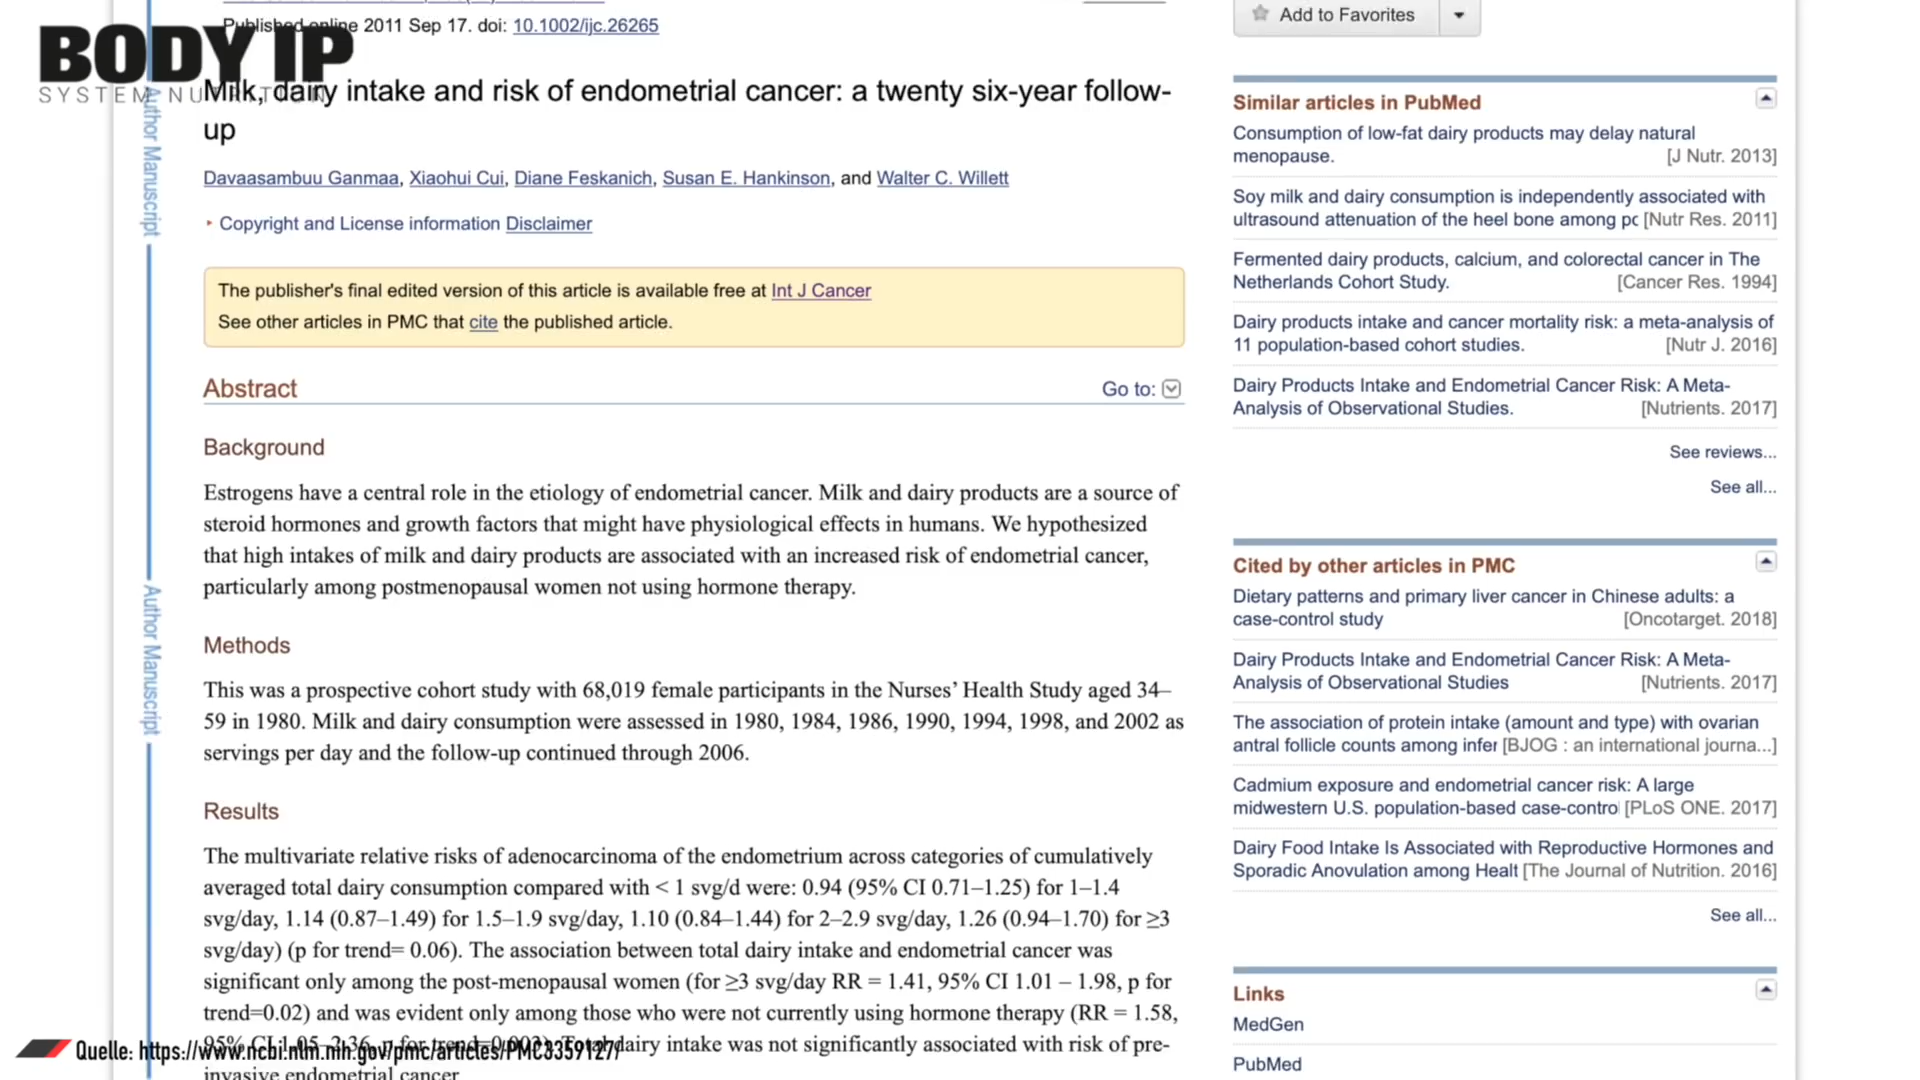 Published online 2011 Sep 17. doi: 10.1002/ijc.26265
BODY IP
SYSTEM NUTRITION
Milk, dairy intake and risk of endometrial cancer: a twenty six-year follow-
up
Davaasambuu Ganmaa, Xiaohui Cui, Diane Feskanich, Susan E. Hankinson, and Walter C. Willett
Copyright and License information Disclaimer
The publisher's final edited version of this article is available free at Int J Cancer
See other articles in PMC that cite the published article.
Abstract
Go to:
Background
Estrogens have a central role in the etiology of endometrial cancer. Milk and dairy products are a source of
steroid hormones and growth factors that might have physiological effects in humans. We hypothesized
that high intakes of milk and dairy products are associated with an increased risk of endometrial cancer,
particularly among postmenopausal women not using hormone therapy.
Methods
This was a prospective cohort study with 68,019 female participants in the Nurses’ Health Study aged 34–
59 in 1980. Milk and dairy consumption were assessed in 1980, 1984, 1986, 1990, 1994, 1998, and 2002 as
servings per day and the follow-up continued through 2006.
Results
The multivariate relative risks of adenocarcinoma of the endometrium across categories of cumulatively
averaged total dairy consumption compared with < 1 svg/d were: 0.94 (95% CI 0.71–1.25) for 1–1.4
svg/day, 1.14 (0.87–1.49) for 1.5–1.9 svg/day, 1.10 (0.84–1.44) for 2–2.9 svg/day, 1.26 (0.94–1.70) for ≥3
svg/day) (p for trend= 0.06). The association between total dairy intake and endometrial cancer was
significant only among the post-menopausal women (for ≥3 svg/day RR = 1.41, 95% CI 1.01 – 1.98, p for
trend=0.02) and was evident only among those who were not currently using hormone therapy (RR = 1.58,
95% CI 1.05–2.36, p for trend=0.003). Total dairy intake was not significantly associated with risk of pre-
invasive endometrial cancer
Quelle: https://www.ncbi.nlm.nih.gov/pmc/articles/PMC3359127/
Author Manuscript
Author Manuscript
Add to Favorites
Similar articles in PubMed
Consumption of low-fat dairy products may delay natural
menopause. [J Nutr. 2013]
Soy milk and dairy consumption is independently associated with
ultrasound attenuation of the heel bone among pc [Nutr Res. 2011]
Fermented dairy products, calcium, and colorectal cancer in The
Netherlands Cohort Study. [Cancer Res. 1994]
Dairy products intake and cancer mortality risk: a meta-analysis of
11 population-based cohort studies. [Nutr J. 2016]
Dairy Products Intake and Endometrial Cancer Risk: A Meta-
Analysis of Observational Studies. [Nutrients. 2017]
See reviews...
See all...
Cited by other articles in PMC
Dietary patterns and primary liver cancer in Chinese adults: a
case-control study [Oncotarget. 2018]
Dairy Products Intake and Endometrial Cancer Risk: A Meta-
Analysis of Observational Studies [Nutrients. 2017]
The association of protein intake (amount and type) with ovarian
antral follicle counts among infer [BJOG : an international journa...]
Cadmium exposure and endometrial cancer risk: A large
midwestern U.S. population-based case-contro [PLoS ONE. 2017]
Dairy Food Intake Is Associated with Reproductive Hormones and
Sporadic Anovulation among Healt [The Journal of Nutrition. 2016]
See all...
Links
MedGen
PubMed